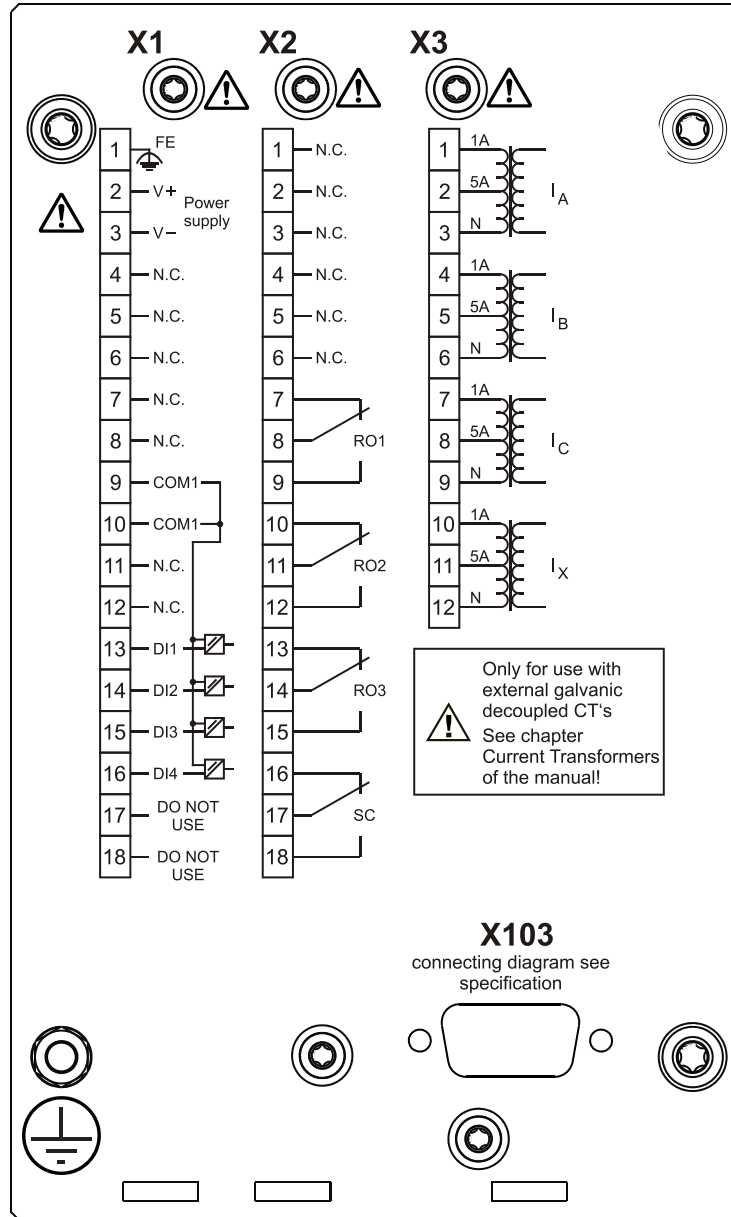 X1
X2
X3
1 FE
2 V+
Power
supply
3 V−
4 N.C.
5 N.C.
6 N.C.
7 N.C.
8 N.C.
9 COM1
10 COM1
11 N.C.
12 N.C.
13 DI1
14 DI2
15 DI3
16 DI4
17 DO NOT
USE
18 DO NOT
USE
1 N.C.
2 N.C.
3 N.C.
4 N.C.
5 N.C.
6 N.C.
7
8 RO1
9
10
11 RO2
12
13
14 RO3
15
16
17 SC
18
1 1A
2 5A IA
3 N
4 1A
5 5A IB
6 N
7 1A
8 5A IC
9 N
10 1A
11 5A IX
12 N
Only for use with
external galvanic
decoupled CT's
See chapter
Current Transformers
of the manual!
X103
connecting diagram see
specification